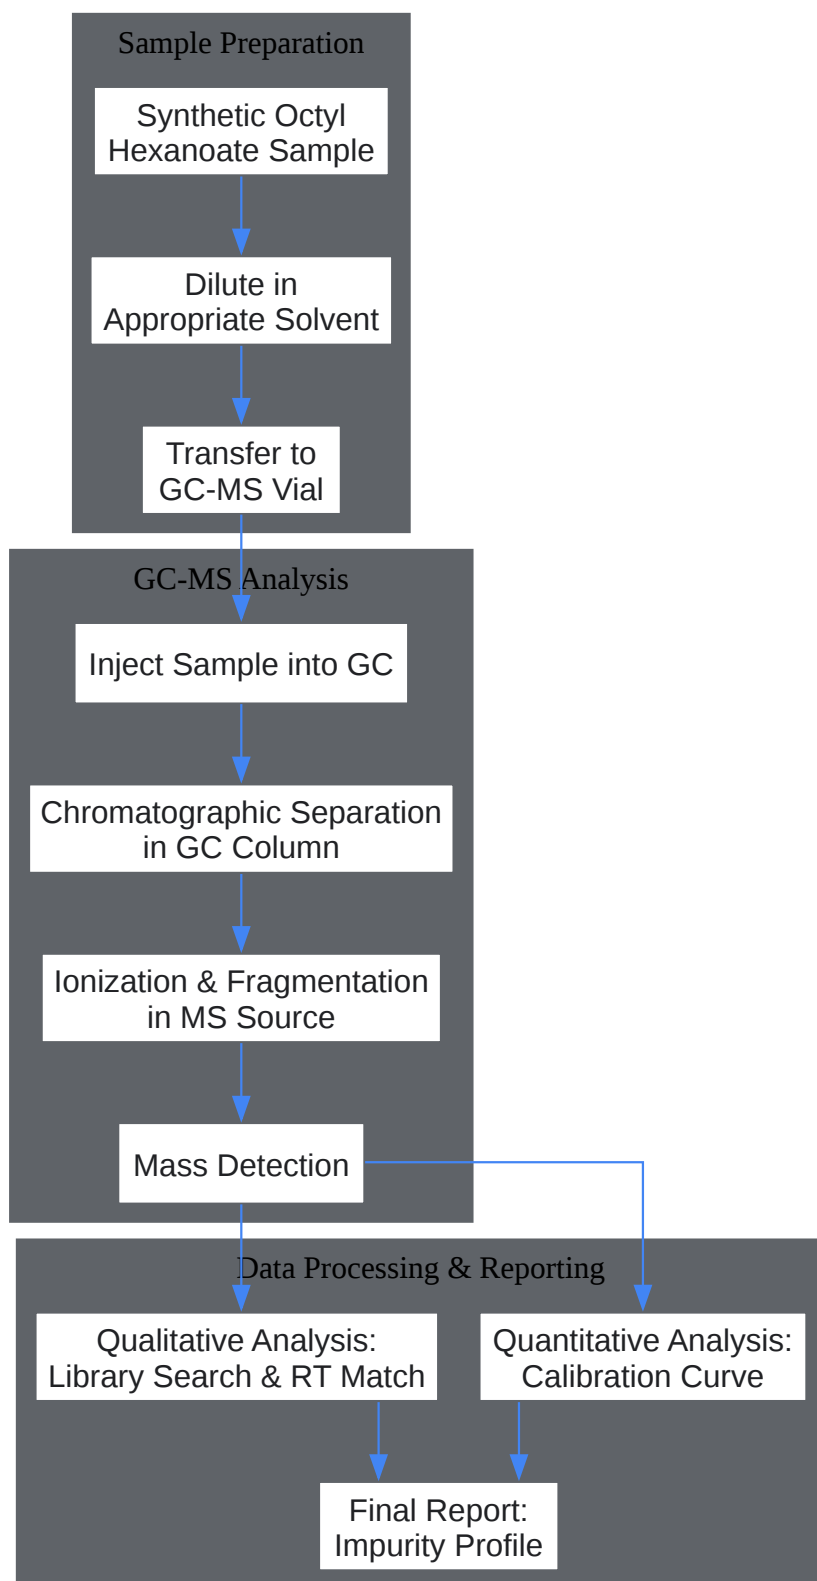 Sample Preparation
Synthetic Octyl
Hexanoate Sample
Dilute in
Appropriate Solvent
Transfer to
GC-MS Vial
GC-MS Analysis
Inject Sample into GC
Chromatographic Separation
in GC Column
Ionization & Fragmentation
in MS Source
Mass Detection
Data Processing & Reporting
Qualitative Analysis:
Library Search & RT Match
Quantitative Analysis:
Calibration Curve
Final Report:
Impurity Profile